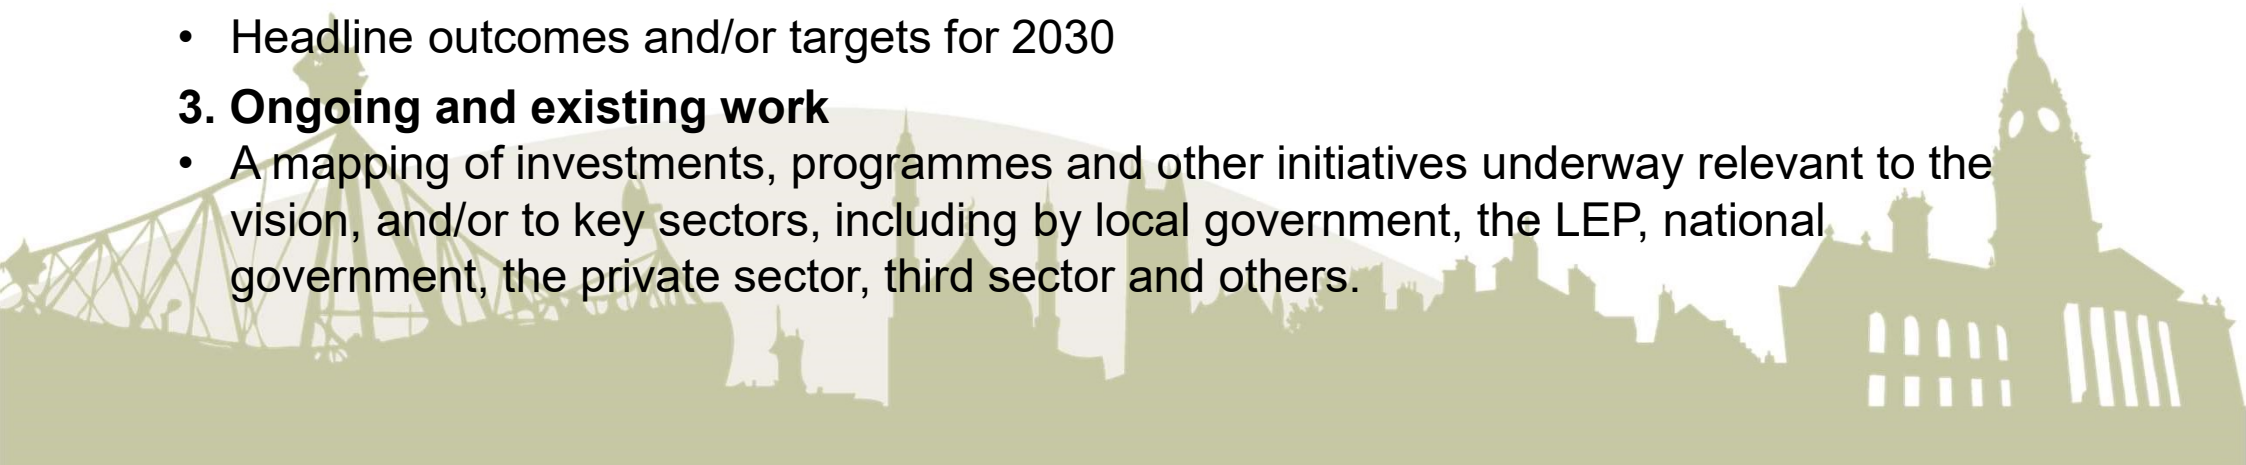 • Headline outcomes and/or targets for 2030
3. Ongoing and existing work
• A mapping of investments, programmes and other initiatives underway relevant to the
vision, and/or to key sectors, including by local government, the LEP, national
government, the private sector, third sector and others.